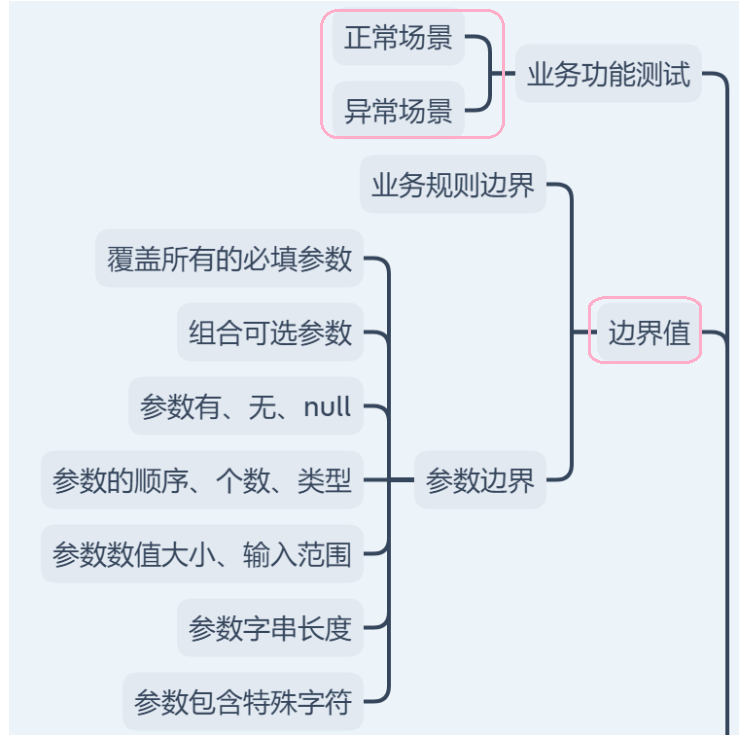 正常场景
业务功能测试
异常场景
业务规则边界
覆盖所有的必填参数
组合可选参数
边界值
参数有、无、null
参数的顺序、个数、类型
参数边界
参数数值大小、输入范围
参数字串长度
参数包含特殊字符